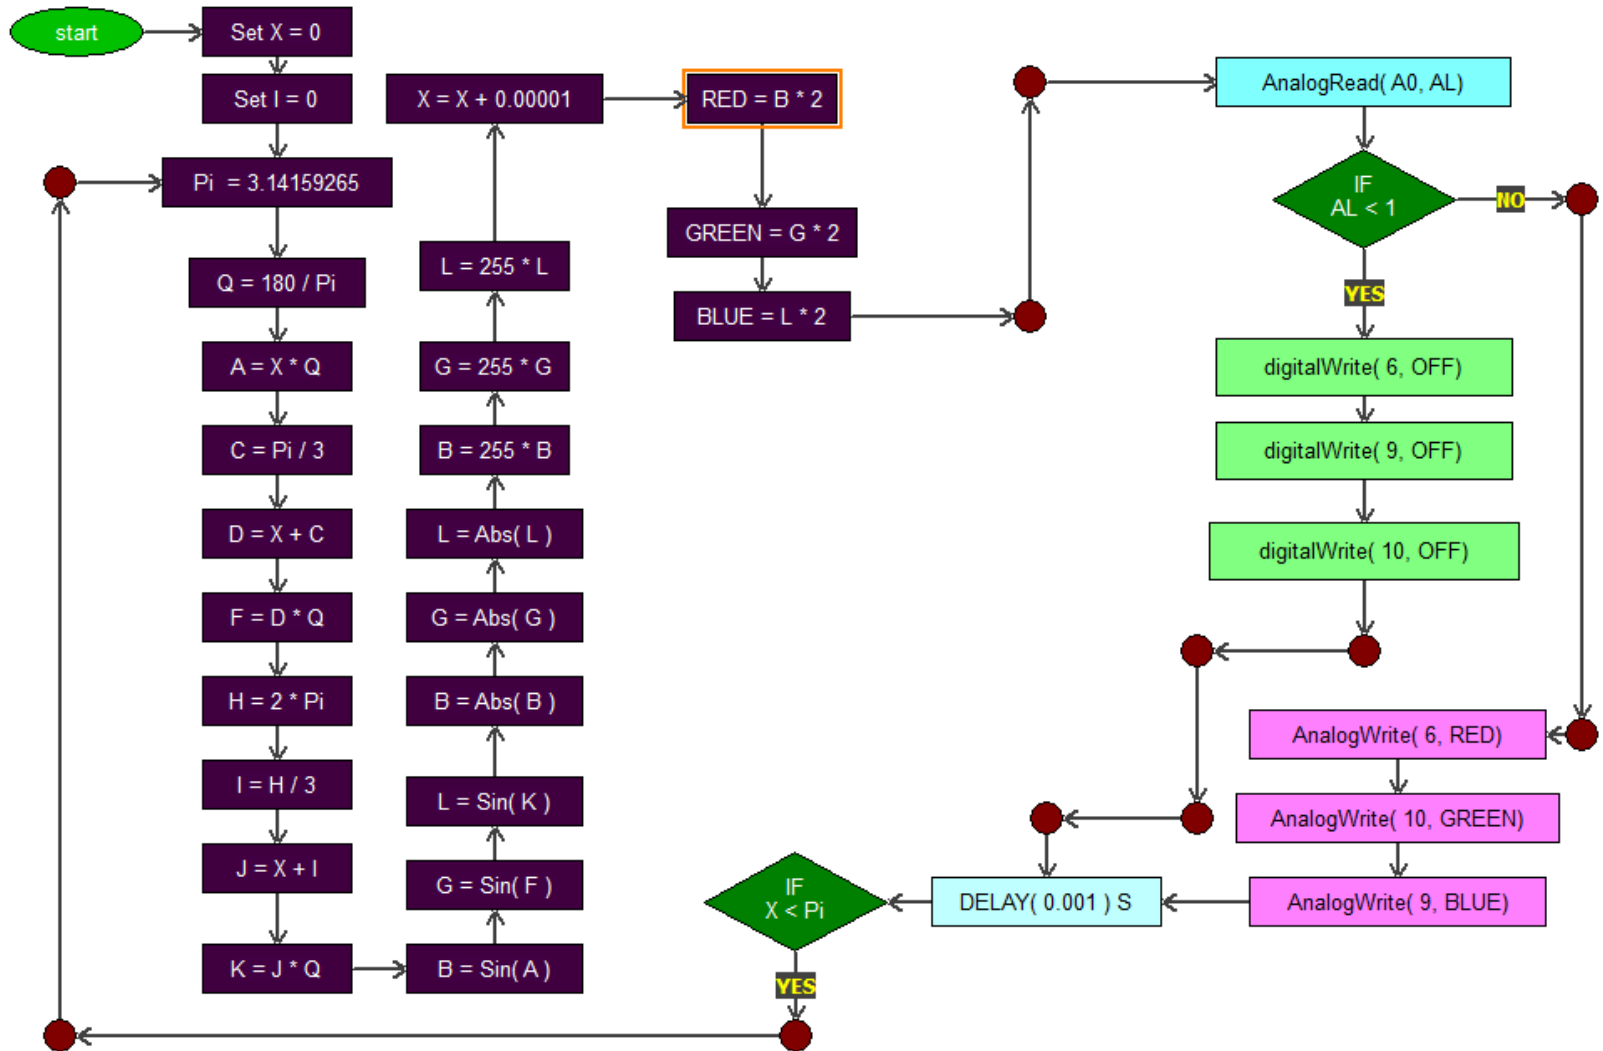 start
Set X = 0
Set I = 0
Pi = 3.14159265
Q = 180 / Pi
A = X * Q
C = Pi / 3
D = X + C
F = D * Q
H = 2 * Pi
I = H / 3
J = X + I
K = J * Q
B = Sin( A )
G = Sin( F )
L = Sin( K )
B = Abs( B )
G = Abs( G )
L = Abs( L )
B = 255 * B
G = 255 * G
L = 255 * L
X = X + 0.00001
RED = B * 2
GREEN = G * 2
BLUE = L * 2
AnalogRead( A0, AL)
IF
AL < 1
NO
YES
digitalWrite( 6, OFF)
digitalWrite( 9, OFF)
digitalWrite( 10, OFF)
AnalogWrite( 6, RED)
AnalogWrite( 10, GREEN)
AnalogWrite( 9, BLUE)
DELAY( 0.001 ) S
IF
X < Pi
YES